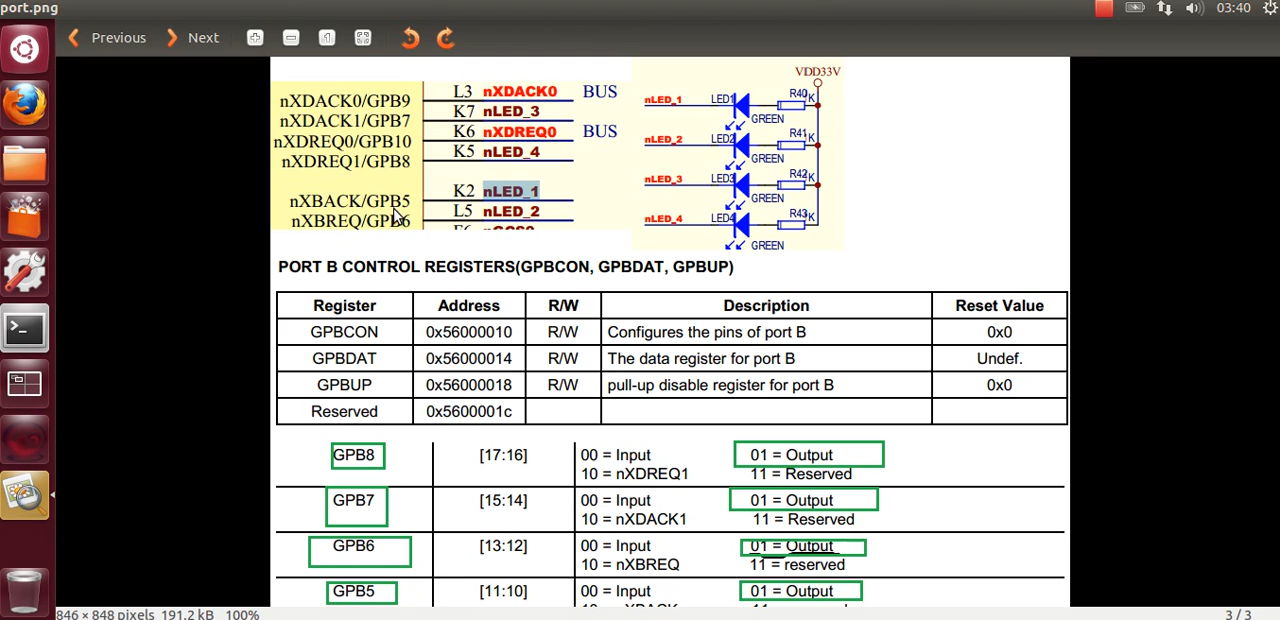 port.png
03:40
Previous
Next
nXDACK0/GPB9
L3 nXDACK0 BUS
nXDACK1/GPB7
K7 nLED_3
nXDREQ0/GPB10
K6 nXDREQ0 BUS
nXDREQ1/GPB8
K5 nLED_4
nXBACK/GPB5
K2 nLED_1
nXBREQ/GPB6
L5 nLED_2
VDD33V
nLED_1 LED1 R40 K
GREEN
nLED_2 LED2 R41 K
GREEN
nLED_3 LED3 R42 K
GREEN
nLED_4 LED4 R43 K
GREEN
PORT B CONTROL REGISTERS(GPBCON, GPBDAT, GPBUP)
Register Address R/W Description Reset Value
GPBCON 0x56000010 R/W Configures the pins of port B 0x0
GPBDAT 0x56000014 R/W The data register for port B Undef.
GPBUP 0x56000018 R/W pull-up disable register for port B 0x0
Reserved 0x5600001c
GPB8 [17:16] 00 = Input 01 = Output
10 = nXDREQ1 11 = Reserved
GPB7 [15:14] 00 = Input 01 = Output
10 = nXDACK1 11 = Reserved
GPB6 [13:12] 00 = Input 01 = Output
10 = nXBREQ 11 = reserved
GPB5 [11:10] 00 = Input 01 = Output
846 × 848 pixels 191.2 kB 100%
3 / 3